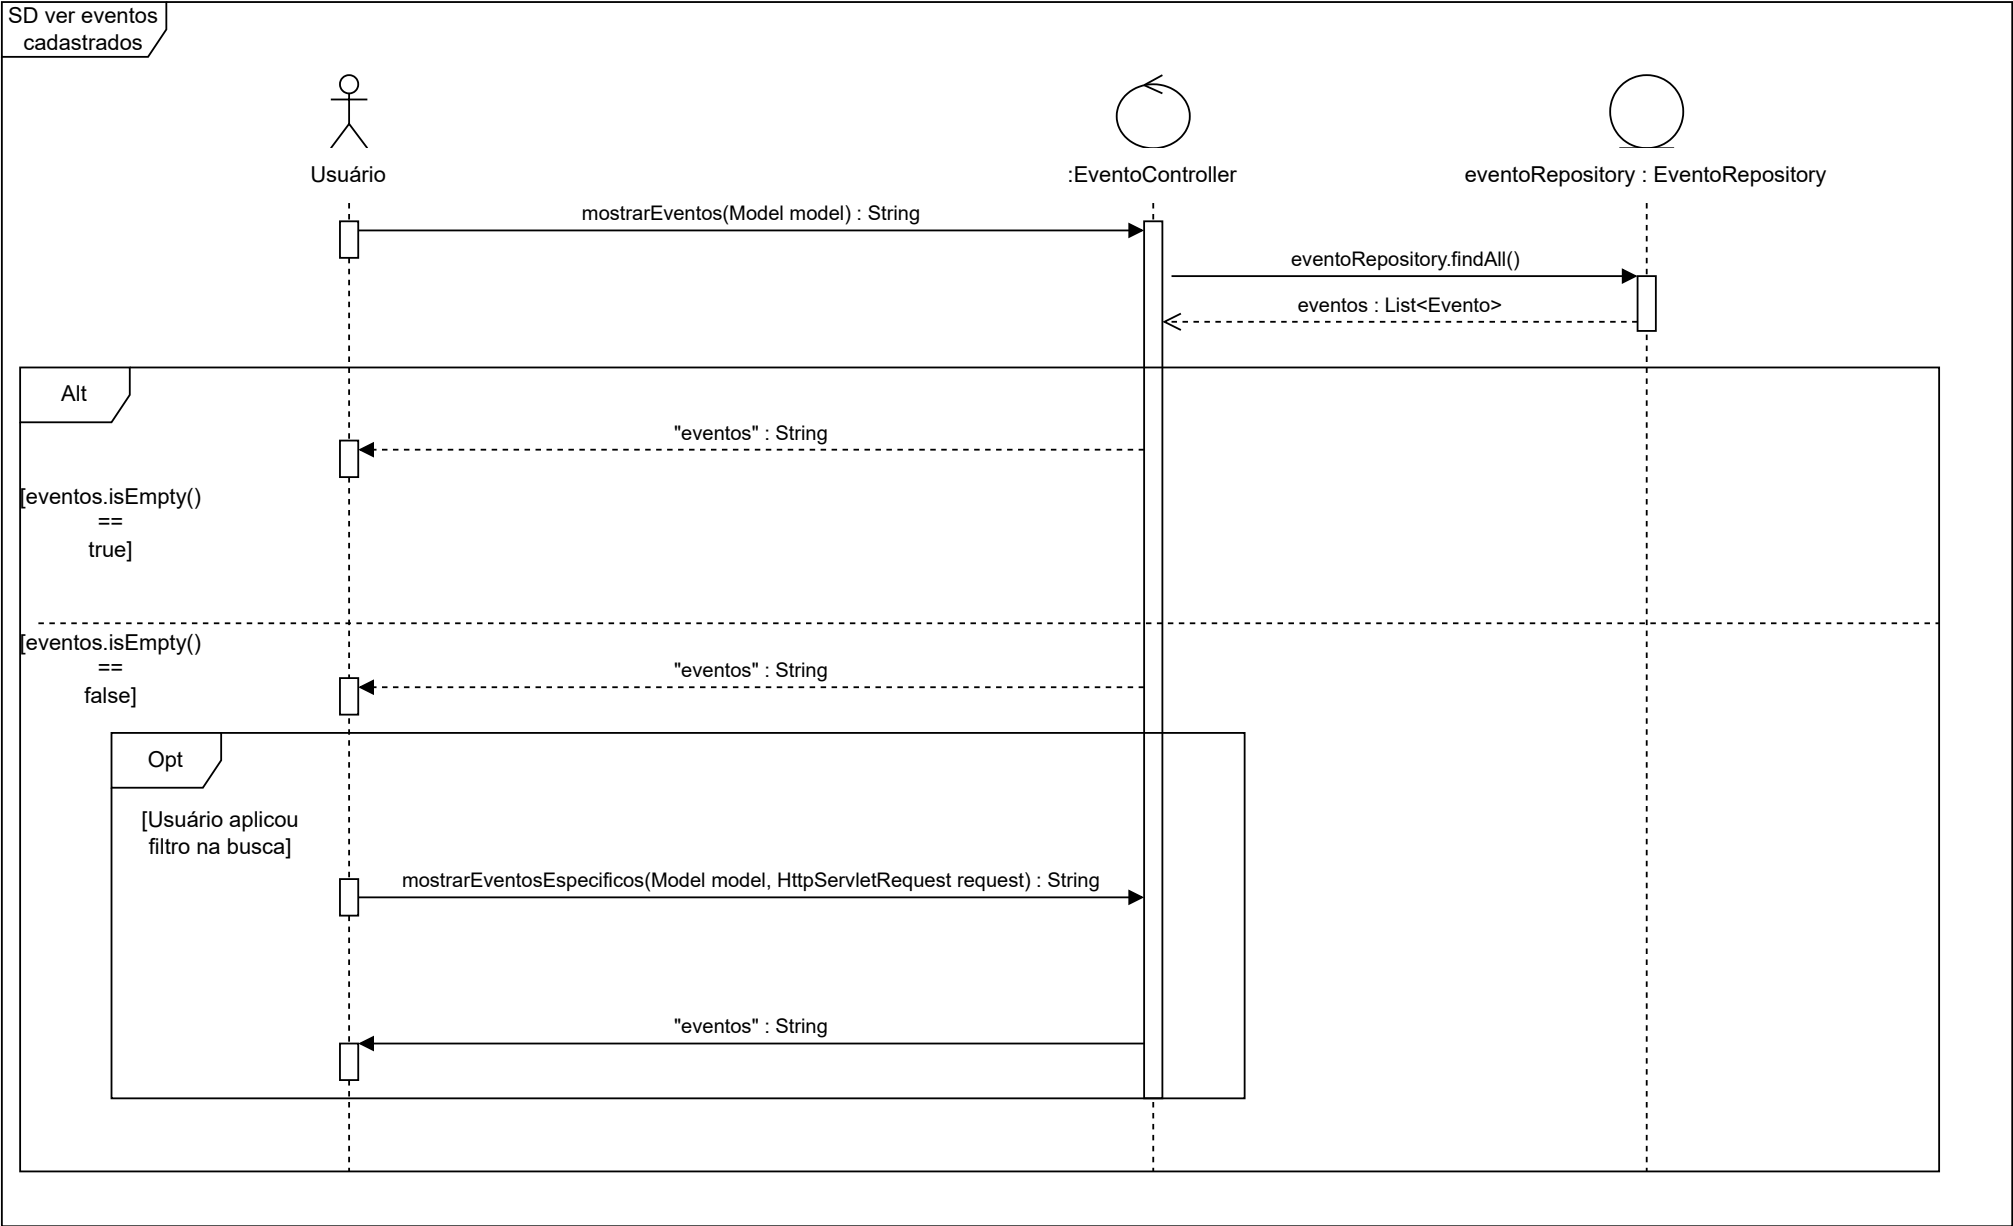 SD ver eventos
cadastrados
Usuário
:EventoController
eventoRepository : EventoRepository
mostrarEventos(Model model) : String
eventoRepository.findAll()
eventos : List<Evento>
Alt
"eventos" : String
[eventos.isEmpty()
==
true]
[eventos.isEmpty()
==
false]
"eventos" : String
Opt
[Usuário aplicou
filtro na busca]
mostrarEventosEspecificos(Model model, HttpServletRequest request) : String
"eventos" : String